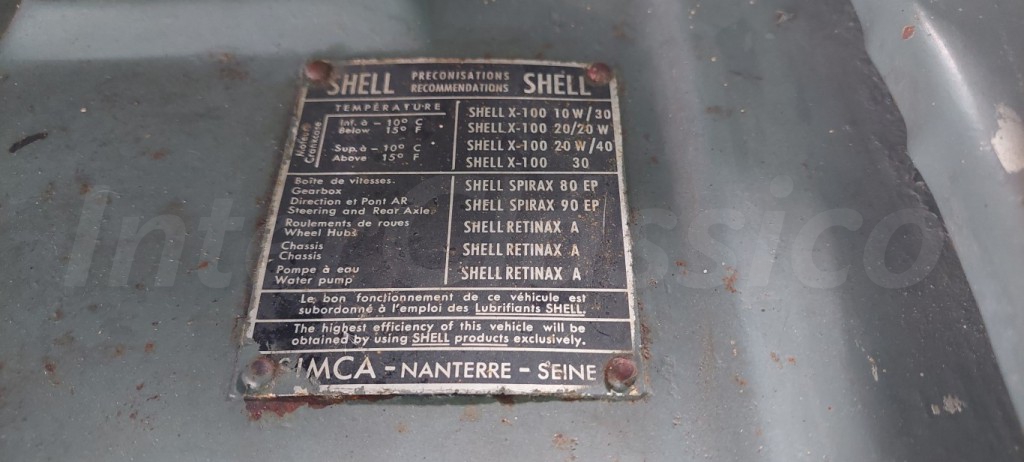 SHELL PRECONISATIONS SHELL
RECOMMENDATIONS
TEMPÉRATURE
Moteur
Crankcase
Inf. à - 10° C
Below 15° F
Sup. à - 10° C
Above 15° F
SHELL X-100 10 W/30
SHELL X-100 20/20 W
SHELL X-100 20 W/40
SHELL X-100 30
Boîte de vitesses.
Gearbox
SHELL SPIRAX 80 EP
Direction et Pont AR
Steering and Rear Axle.
SHELL SPIRAX 90 EP
Roulements de roues
Wheel Hubs
SHELL RETINAX A
Chassis
Chassis
SHELL RETINAX A
Pompe à eau
Water pump
SHELL RETINAX A
Le bon fonctionnement de ce véhicule est
subordonné à l'emploi des Lubrifiants SHELL.
The highest efficiency of this vehicle will be
obtained by using SHELL products exclusively.
SIMCA - NANTERRE - SEINE
Inter Classico